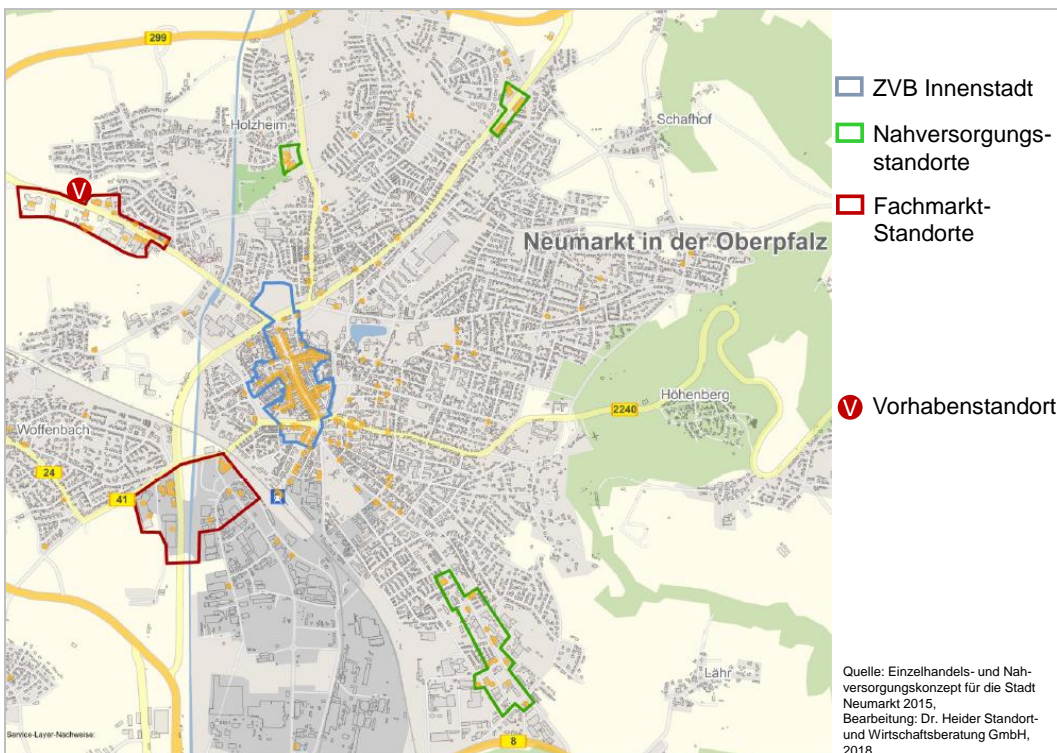 299
Holzheim
Schafhof
V
Neumarkt in der Oberpfalz
2240
Höhenberg
Woffenbach
24
41
Lähr
8
Service-Layer-Nachweise:
ZVB Innenstadt
Nahversorgungs-
standorte
Fachmarkt-
Standorte
V Vorhabenstandort
Quelle: Einzelhandels- und Nah-
versorgungskonzept für die Stadt
Neumarkt 2015,
Bearbeitung: Dr. Heider Standort-
und Wirtschaftsberatung GmbH,
2018